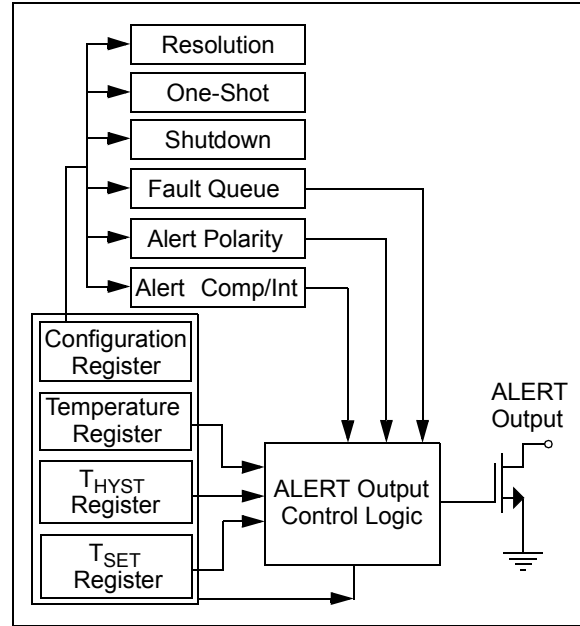 Resolution
One-Shot
Shutdown
Fault Queue
Alert Polarity
Alert Comp/Int
Configuration
Register
Temperature
Register
THYST
Register
TSET
Register
ALERT Output
Control Logic
ALERT
Output